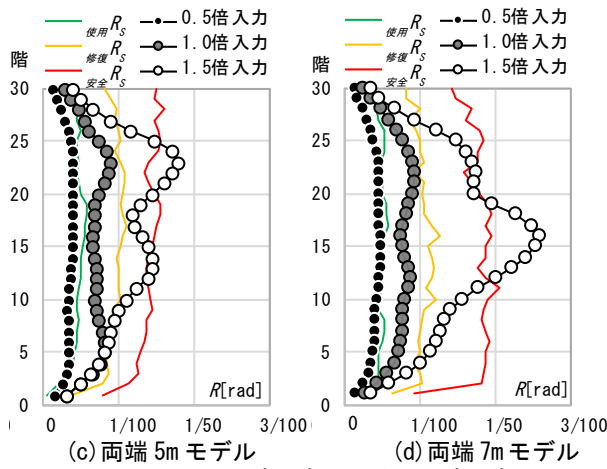 使用RS 0.5倍入力 使用RS 0.5倍入力
修復RS 1.0倍入力 修復RS 1.0倍入力
安全RS 1.5倍入力 安全RS 1.5倍入力
階 階
30 30
25 25
20 20
15 15
10 10
5 5
R[rad] R[rad]
0 0
0 1/100 1/50 3/100 0 1/100 1/50 3/100
(c)両端5mモデル (d)両端7mモデル